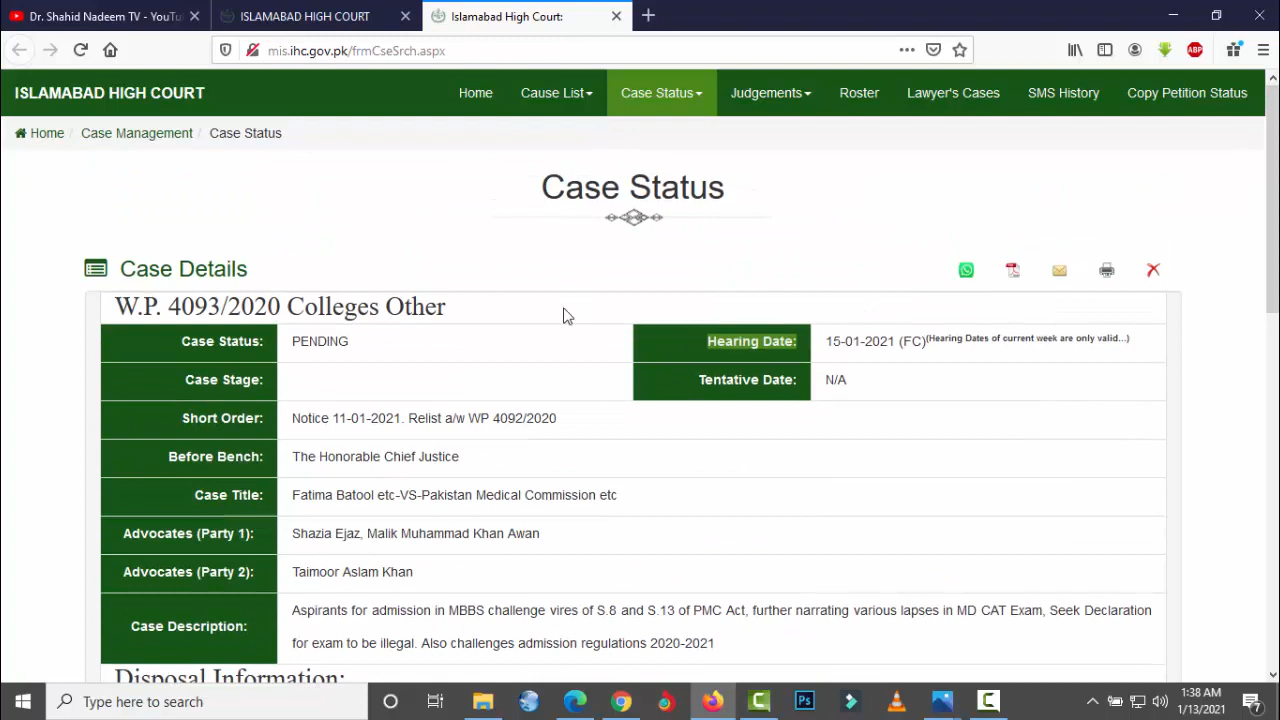 Dr. Shahid Nadeem TV - YouTu
ISLAMABAD HIGH COURT
Islamabad High Court:
mis.ihc.gov.pk/frmCseSrch.aspx
ABP
ISLAMABAD HIGH COURT
Home
Cause List
Case Status
Judgements
Roster
Lawyer's Cases
SMS History
Copy Petition Status
Home / Case Management / Case Status
Case Status
Case Details
W.P. 4093/2020 Colleges Other
Case Status: PENDING
Hearing Date: 15-01-2021 (FC)(Hearing Dates of current week are only valid...)
Case Stage:
Tentative Date: N/A
Short Order: Notice 11-01-2021. Relist a/w WP 4092/2020
Before Bench: The Honorable Chief Justice
Case Title: Fatima Batool etc-VS-Pakistan Medical Commission etc
Advocates (Party 1): Shazia Ejaz, Malik Muhammad Khan Awan
Advocates (Party 2): Taimoor Aslam Khan
Case Description: Aspirants for admission in MBBS challenge vires of S.8 and S.13 of PMC Act, further narrating various lapses in MD CAT Exam, Seek Declaration
for exam to be illegal. Also challenges admission regulations 2020-2021
Disposal Information:
Type here to search
Ps
1:38 AM
1/13/2021
7